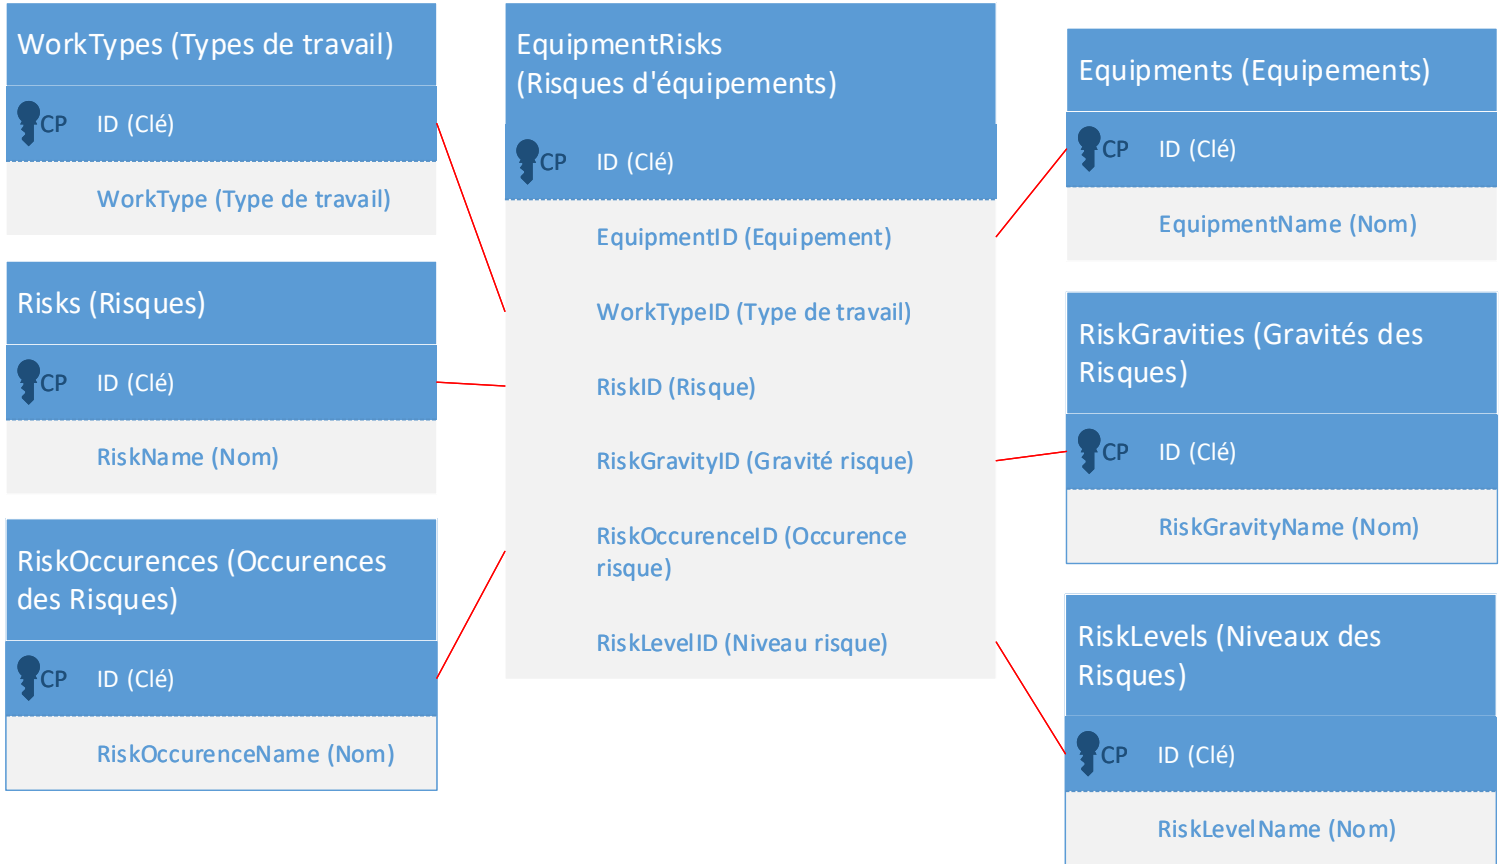 WorkTypes (Types de travail)
CP ID (Clé)
WorkType (Type de travail)
Risks (Risques)
CP ID (Clé)
RiskName (Nom)
RiskOccurences (Occurences
des Risques)
CP ID (Clé)
RiskOccurenceName (Nom)
EquipmentRisks
(Risques d'équipements)
CP ID (Clé)
EquipmentID (Equipement)
WorkTypeID (Type de travail)
RiskID (Risque)
RiskGravityID (Gravité risque)
RiskOccurenceID (Occurence
risque)
RiskLevelID (Niveau risque)
Equipments (Equipements)
CP ID (Clé)
EquipmentName (Nom)
RiskGravities (Gravités des
Risques)
CP ID (Clé)
RiskGravityName (Nom)
RiskLevels (Niveaux des
Risques)
CP ID (Clé)
RiskLevelName (Nom)